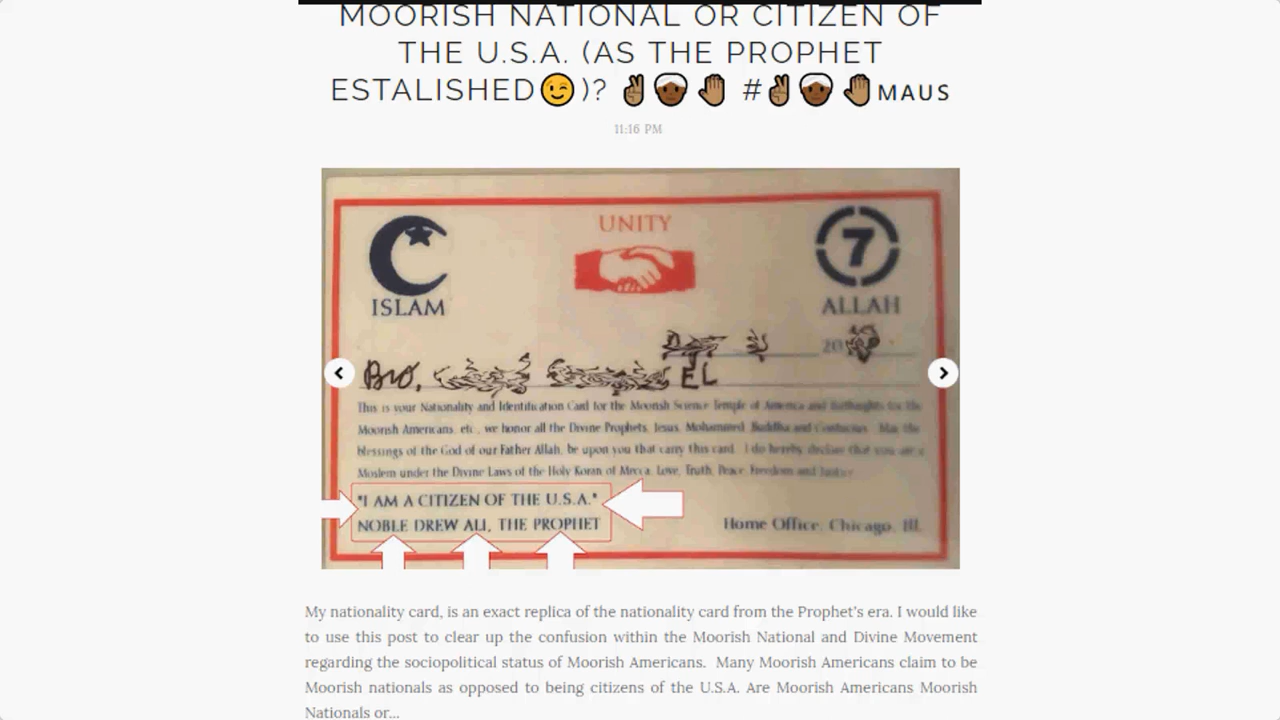 MOORISH NATIONAL OR CITIZEN OF
THE U.S.A. (AS THE PROPHET
ESTALISHED😉)? ✌🏾👳🏾🤚🏾 #✌🏾👳🏾🤚🏾MAUS
11:16 PM
UNITY
7
ISLAM
ALLAH
20
Bro. EL
This is your Nationality and Identification Card for the Moorish Science Temple of America and Birthrights for the
Moorish Americans, etc., we honor all the Divine Prophets, Jesus, Mohammed, Buddha and Confucius. May the
blessings of the God of our Father Allah, be upon you that carry this card. I do hereby declare that you are a
Moslem under the Divine Laws of the Holy Koran of Mecca, Love, Truth, Peace, Freedom and Justice
"I AM A CITIZEN OF THE U.S.A."
NOBLE DREW ALI, THE PROPHET
Home Office, Chicago, Ill.
My nationality card, is an exact replica of the nationality card from the Prophet's era. I would like
to use this post to clear up the confusion within the Moorish National and Divine Movement
regarding the sociopolitical status of Moorish Americans. Many Moorish Americans claim to be
Moorish nationals as opposed to being citizens of the U.S.A. Are Moorish Americans Moorish
Nationals or...